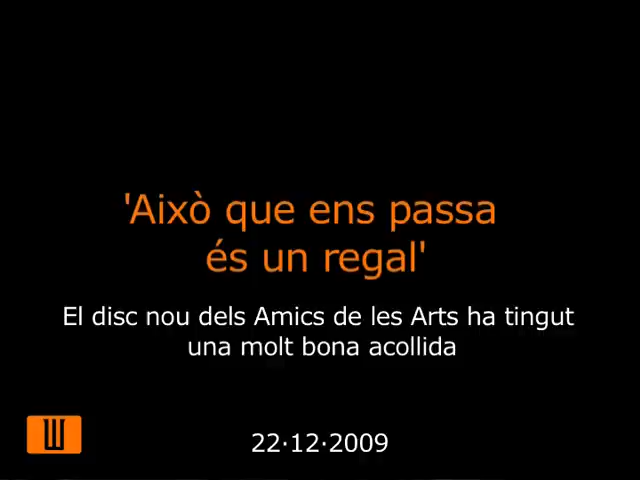 'Això que ens passa
és un regal'
El disc nou dels Amics de les Arts ha tingut
una molt bona acollida
22·12·2009